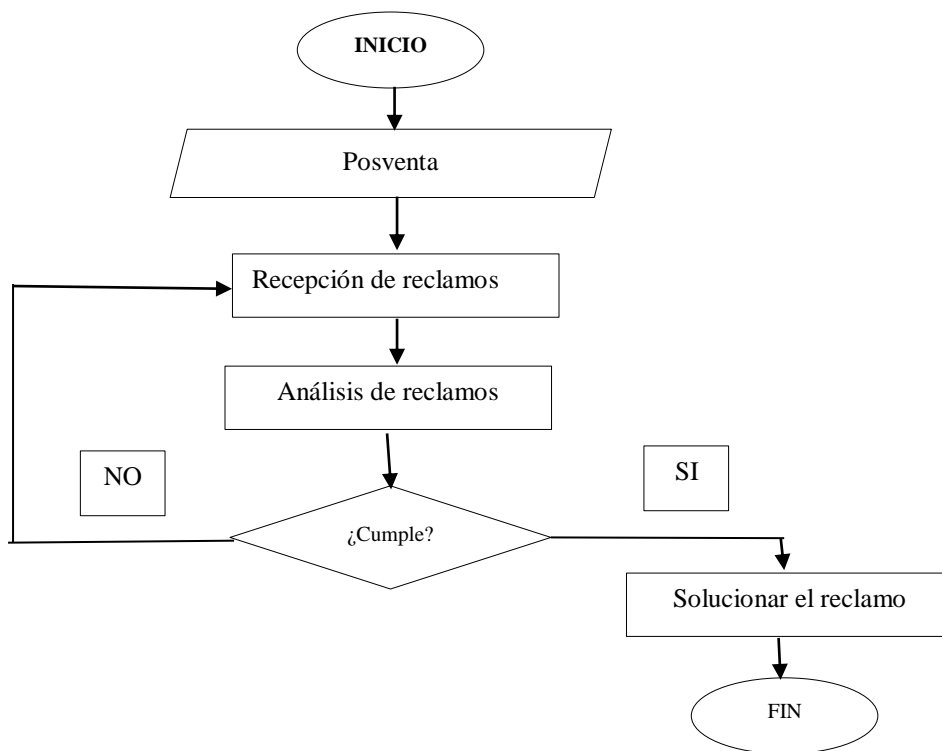 INICIO
Posventa
Recepción de reclamos
Análisis de reclamos
NO
SI
¿Cumple?
Solucionar el reclamo
FIN